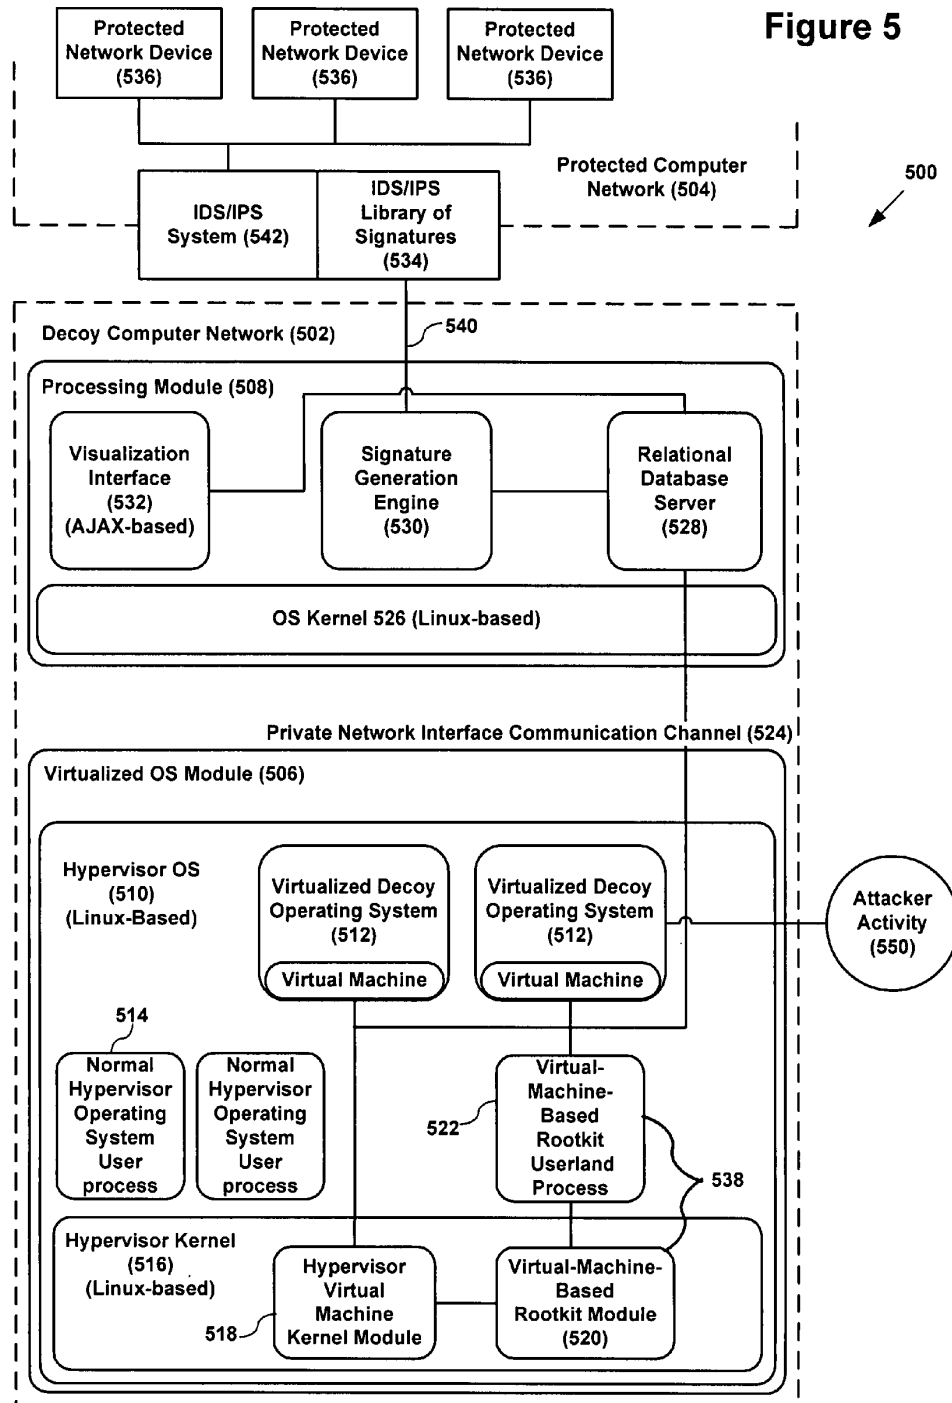 Figure 5
Protected
Network Device
(536)
Protected
Network Device
(536)
Protected
Network Device
(536)
Protected Computer
Network (504)
500
IDS/IPS
System (542)
IDS/IPS
Library of
Signatures
(534)
Decoy Computer Network (502)
540
Processing Module (508)
Visualization
Interface
(532)
(AJAX-based)
Signature
Generation
Engine
(530)
Relational
Database
Server
(528)
OS Kernel 526 (Linux-based)
Private Network Interface Communication Channel (524)
Virtualized OS Module (506)
Hypervisor OS
(510)
(Linux-Based)
Virtualized Decoy
Operating System
(512)
Virtual Machine
Virtualized Decoy
Operating System
(512)
Virtual Machine
Attacker
Activity
(550)
514
Normal
Hypervisor
Operating
System
User
process
Normal
Hypervisor
Operating
System
User
process
522
Virtual-
Machine-
Based
Rootkit
Userland
Process
538
Hypervisor Kernel
(516)
(Linux-based)
518
Hypervisor
Virtual
Machine
Kernel Module
Virtual-Machine-
Based
Rootkit Module
(520)